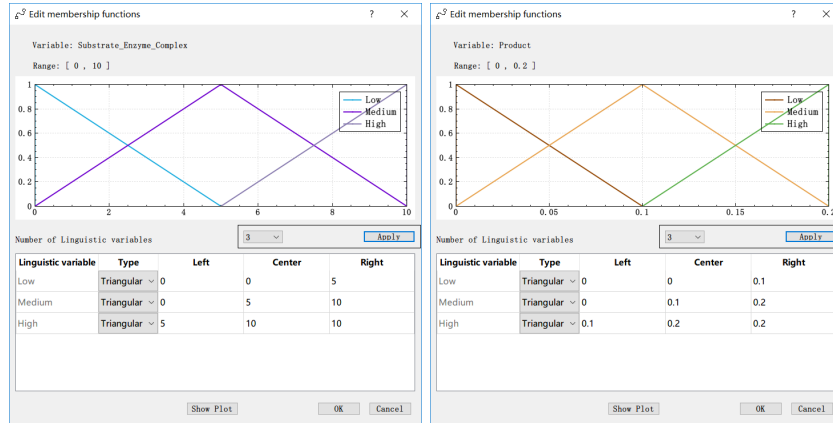 Edit membership functions ? ×
Variable: Substrate_Enzyme_Complex
Range: [ 0 , 10 ]
1
0.8
0.6
0.4
0.2
0
0 2 4 6 8 10
Low
Medium
High
Number of Linguistic variables 3 Apply
Linguistic variable Type Left Center Right
Low Triangular 0 0 5
Medium Triangular 0 5 10
High Triangular 5 10 10
Show Plot OK Cancel
Edit membership functions ? ×
Variable: Product
Range: [ 0 , 0.2 ]
1
0.8
0.6
0.4
0.2
0
0 0.05 0.1 0.15 0.2
Low
Medium
High
Number of Linguistic variables 3 Apply
Linguistic variable Type Left Center Right
Low Triangular 0 0 0.1
Medium Triangular 0 0.1 0.2
High Triangular 0.1 0.2 0.2
Show Plot OK Cancel